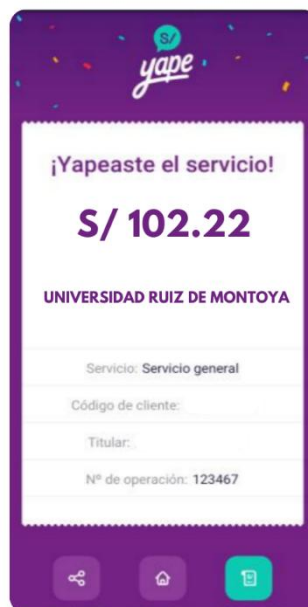 S/
yape
¡Yapeaste el servicio!
S/ 102.22
UNIVERSIDAD RUIZ DE MONTOYA
Servicio: Servicio general
Código de cliente:
Titular:
Nº de operación: 123467